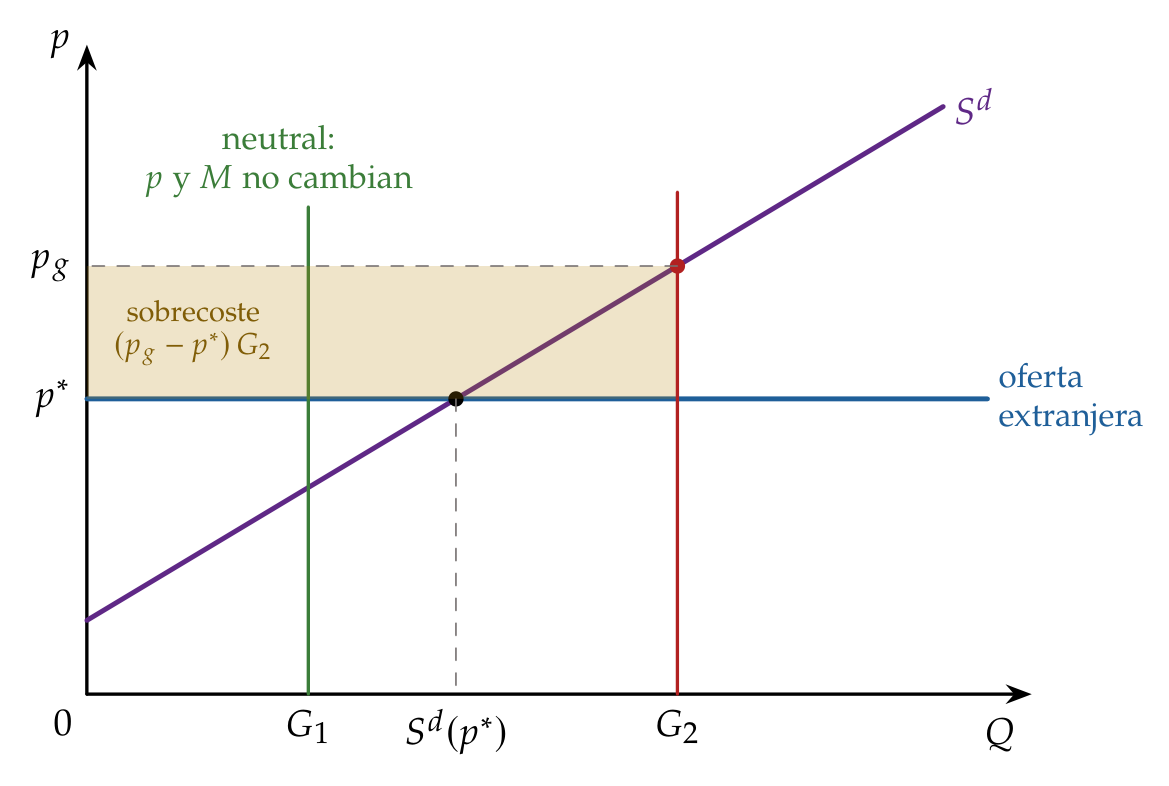 p
S^d
neutral:
p y M no cambian
p_g
sobrecoste
(p_g − p*) G_2
p*
oferta
extranjera
0
G_1
S^d(p*)
G_2
Q